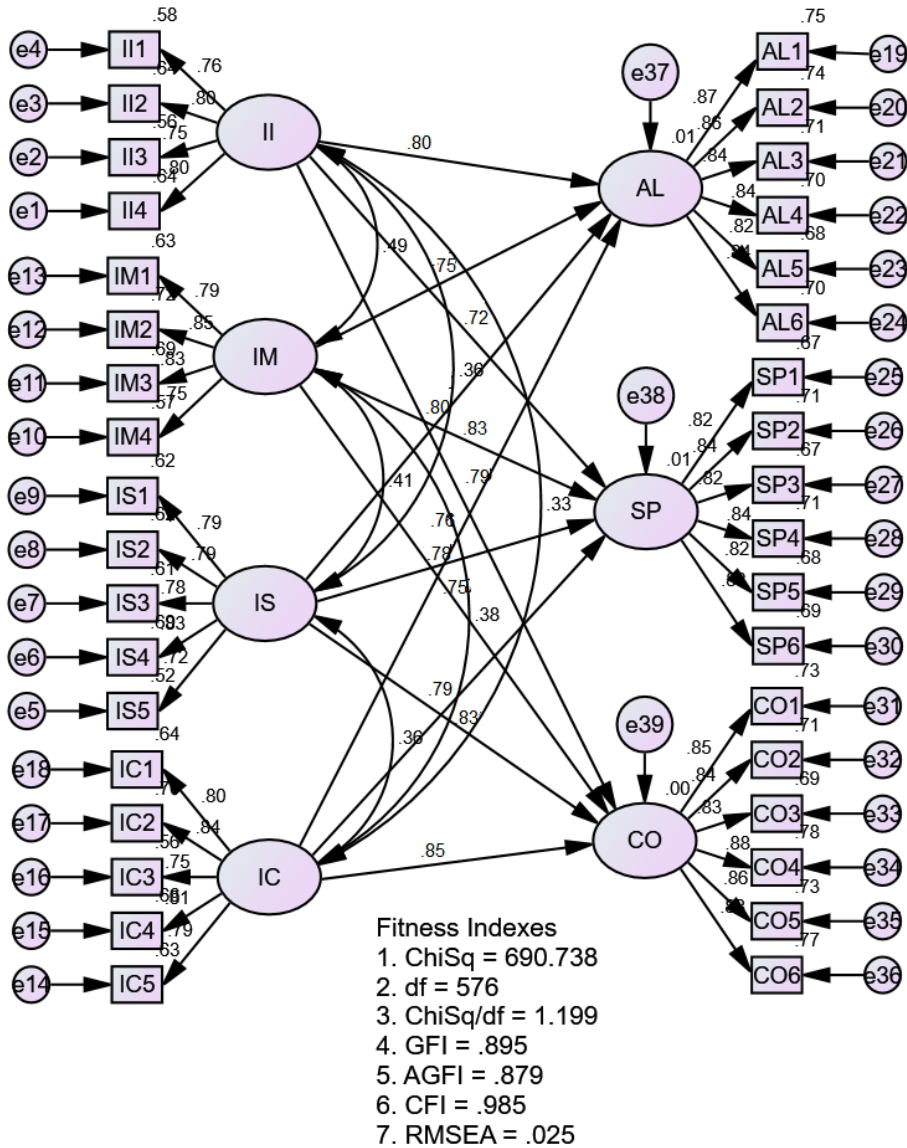 .58
e4 II1 .76
.64
e3 II2 .80
.56
e2 II3 .75
.80
.64
e1 II4
II
.63
e13 IM1 .79
.72
e12 IM2 .85
.69
e11 IM3 .83
.75
.57
e10 IM4
IM
.62
e9 IS1 .79
.62
e8 IS2 .79
.61
e7 IS3 .78
.83
e6 IS4 .72
.52
e5 IS5
IS
.64
e18 IC1 .80
e17 IC2 .84
.56
e16 IC3 .75
.81
e15 IC4 .79
.63
e14 IC5
IC
.80
.49
.75
.72
.36
.80
.83
.79
.41
.33
.76
.78
.75
.38
.79
.83
.36
.85
e37
.01
AL
.75
.87 AL1 e19
.74
.86 AL2 e20
.71
.84 AL3 e21
.70
.84 AL4 e22
.68
.82 AL5 e23
.70
AL6 e24
e38
.01
SP
.67
.82 SP1 e25
.71
.84 SP2 e26
.67
.82 SP3 e27
.71
.84 SP4 e28
.68
.82 SP5 e29
.69
SP6 e30
e39
.00
CO
.73
.85 CO1 e31
.71
.84 CO2 e32
.69
.83 CO3 e33
.78
.88 CO4 e34
.73
.86 CO5 e35
.77
CO6 e36
Fitness Indexes
1. ChiSq = 690.738
2. df = 576
3. ChiSq/df = 1.199
4. GFI = .895
5. AGFI = .879
6. CFI = .985
7. RMSEA = .025